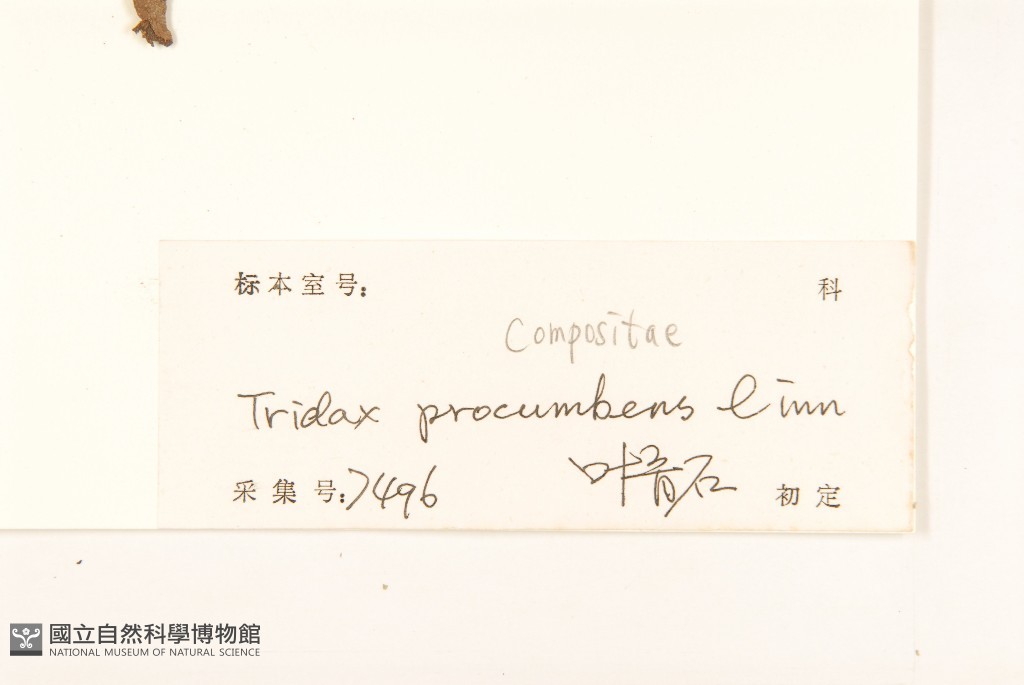 标本室号: 科
Compositae
Tridax procumbens Linn
采集号: 7496 叶育石 初定
國立自然科學博物館
NATIONAL MUSEUM OF NATURAL SCIENCE